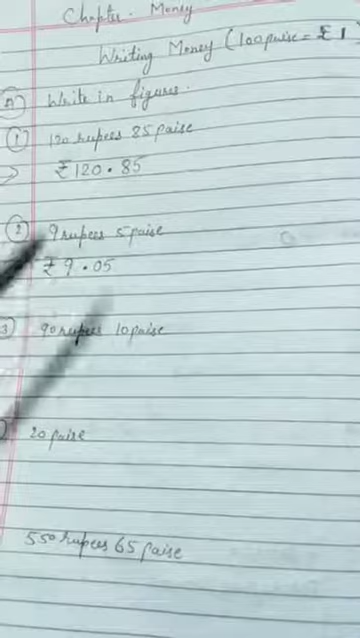 Chapter - Money
Writing Money (100 paise = ₹1)
A) Write in figures.
① 120 rupees 85 paise
> ₹120.85
② 9 rupees 5 paise
₹9.05
3) 90 rupees 10 paise
20 paise
550 rupees 65 paise